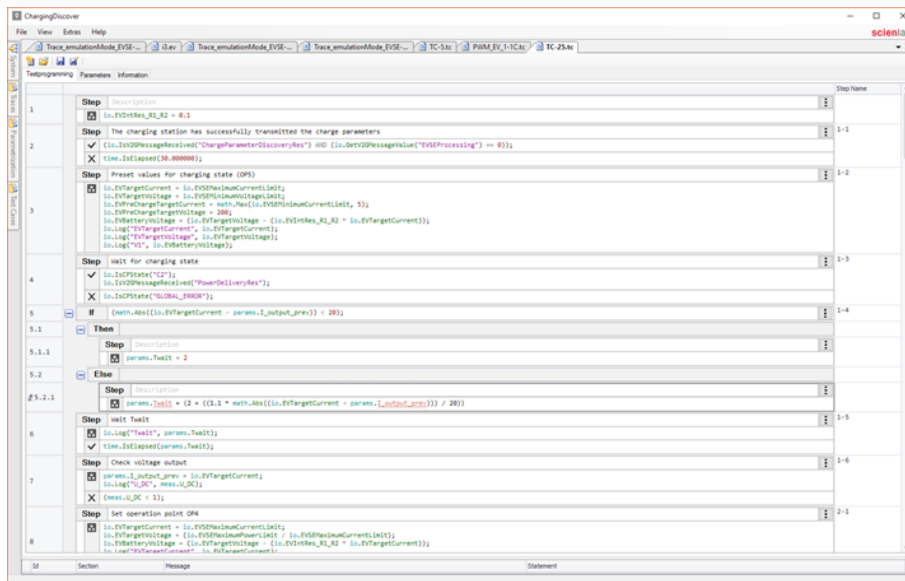 ChargingDiscover
File View Extras Help
scienla
Trace_emulationMode_EVSE-... i3.ev Trace_emulationMode_EVSE-... Trace_emulationMode_EVSE-... TC-5.tc PWM_EV_1-1C.tc TC-25.tc
System
Traces
Parametrization
Test Cases
Testprogramming Parameters Information
Step Name
1 Step Description
io.EVIntRes_R1_R2 = 0.1
2 Step The charging station has successfully transmitted the charge parameters 1-1
(io.IsV2GMessageReceived("ChargeParameterDiscoveryRes") AND (io.GetV2GMessageValue("EVSEProcessing") == 0));
time.IsElapsed(30.000000);
3 Step Preset values for charging state (OP5) 1-2
io.EVTargetCurrent = io.EVSEMaximumCurrentLimit;
io.EVTargetVoltage = io.EVSEMinimumVoltageLimit;
io.EVPreChargeTargetCurrent = math.Max(io.EVSEMinimumCurrentLimit, 5);
io.EVPreChargeTargetVoltage = 200;
io.EVBatteryVoltage = (io.EVTargetVoltage - (io.EVIntRes_R1_R2 * io.EVTargetCurrent));
io.Log("EVTargetCurrent", io.EVTargetCurrent);
io.Log("EVTargetVoltage", io.EVTargetVoltage);
io.Log("V1", io.EVBatteryVoltage);
4 Step Wait for charging state 1-3
io.IsCPState("C2");
io.IsV2GMessageReceived("PowerDeliveryRes");
io.IsCPState("GLOBAL_ERROR");
5 If (math.Abs((io.EVTargetCurrent - params.I_output_prev)) < 20); 1-4
5.1 Then
5.1.1 Step Description
params.Twait = 2
5.2 Else
5.2.1 Step Description
params.Twait = (2 + ((1.1 * math.Abs((io.EVTargetCurrent - params.I_output_prev))) / 20))
6 Step Wait Twait 1-5
io.Log("Twait", params.Twait);
time.IsElapsed(params.Twait);
7 Step Check voltage output 1-6
params.I_output_prev = io.EVTargetCurrent;
io.Log("U_DC", meas.U_DC);
(meas.U_DC < 1);
8 Step Set operation point OP4 2-1
io.EVTargetCurrent = io.EVSEMaximumCurrentLimit;
io.EVTargetVoltage = (io.EVSEMaximumPowerLimit / io.EVSEMaximumCurrentLimit);
io.EVBatteryVoltage = (io.EVTargetVoltage - (io.EVIntRes_R1_R2 * io.EVTargetCurrent));
io.Log("EVTargetCurrent", io.EVTargetCurrent);
Id Section Message Statement